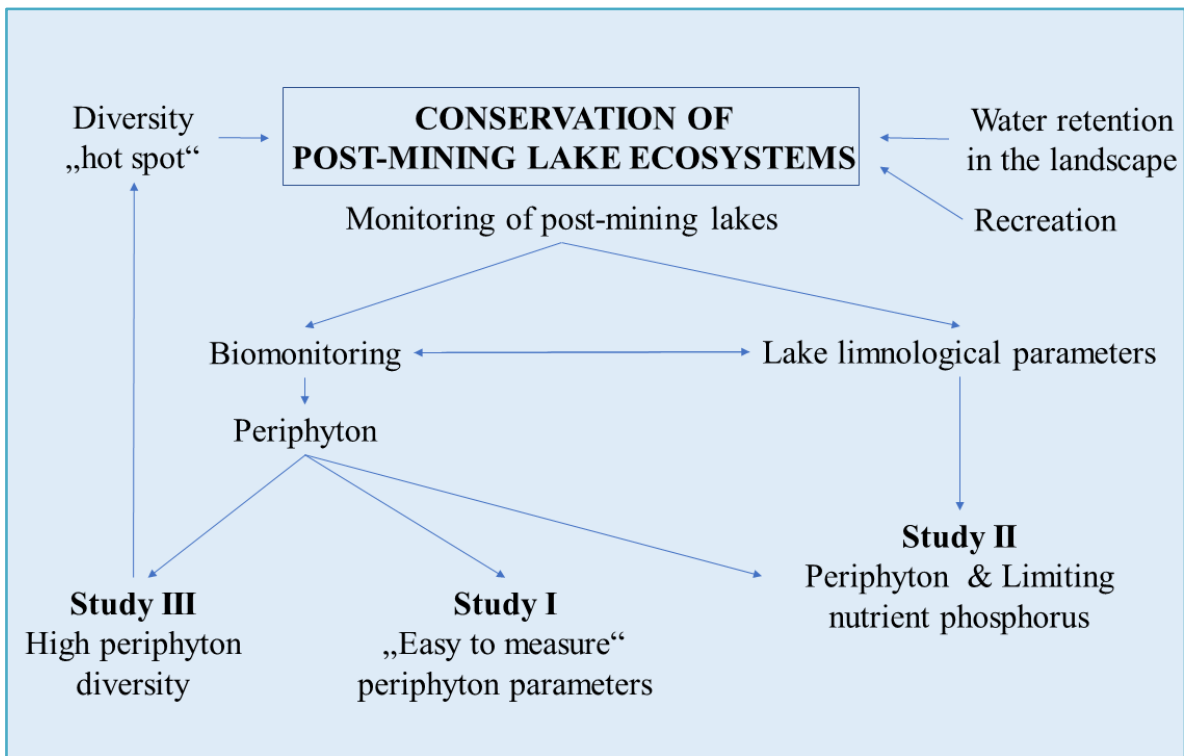 Diversity
„hot spot“
CONSERVATION OF
POST-MINING LAKE ECOSYSTEMS
Water retention
in the landscape
Recreation
Monitoring of post-mining lakes
Biomonitoring
Lake limnological parameters
Periphyton
Study III
High periphyton
diversity
Study I
„Easy to measure“
periphyton parameters
Study II
Periphyton & Limiting
nutrient phosphorus